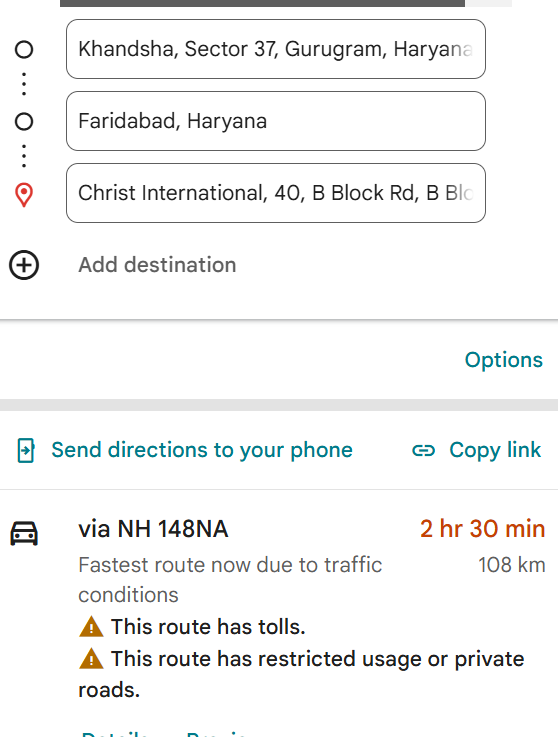 Khandsha, Sector 37, Gurugram, Haryana
Faridabad, Haryana
Christ International, 40, B Block Rd, B Blo
Add destination
Options
Send directions to your phone
Copy link
via NH 148NA
2 hr 30 min
Fastest route now due to traffic
108 km
conditions
This route has tolls.
This route has restricted usage or private
roads.